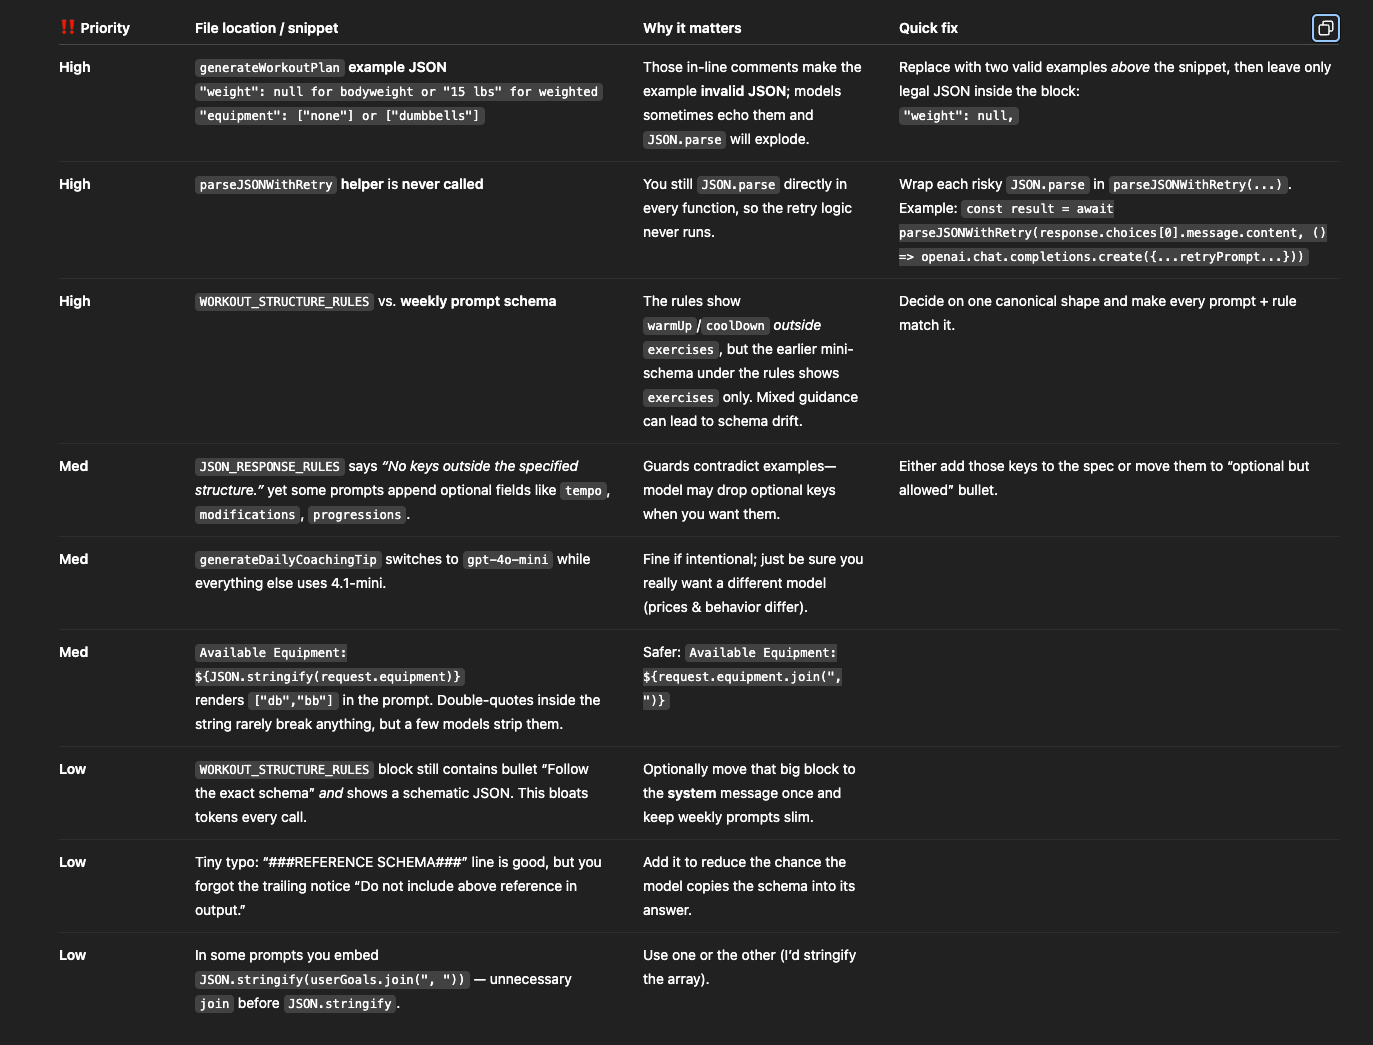 ‼ Priority
File location / snippet
Why it matters
Quick fix
High
generateWorkoutPlan example JSON
"weight": null for bodyweight or "15 lbs" for weighted
"equipment": ["none"] or ["dumbbells"]
Those in-line comments make the
example invalid JSON; models
sometimes echo them and
JSON.parse will explode.
Replace with two valid examples above the snippet, then leave only
legal JSON inside the block:
"weight": null,
High
parseJSONWithRetry helper is never called
You still JSON.parse directly in
every function, so the retry logic
never runs.
Wrap each risky JSON.parse in parseJSONWithRetry(...).
Example: const result = await
parseJSONWithRetry(response.choices[0].message.content, ()
=> openai.chat.completions.create({...retryPrompt...}))
High
WORKOUT_STRUCTURE_RULES vs. weekly prompt schema
The rules show
warmUp/coolDown outside
exercises, but the earlier mini-
schema under the rules shows
exercises only. Mixed guidance
can lead to schema drift.
Decide on one canonical shape and make every prompt + rule
match it.
Med
JSON_RESPONSE_RULES says “No keys outside the specified
structure.” yet some prompts append optional fields like tempo,
modifications, progressions.
Guards contradict examples—
model may drop optional keys
when you want them.
Either add those keys to the spec or move them to “optional but
allowed” bullet.
Med
generateDailyCoachingTip switches to gpt-4o-mini while
everything else uses 4.1-mini.
Fine if intentional; just be sure you
really want a different model
(prices & behavior differ).
Med
Available Equipment:
${JSON.stringify(request.equipment)}
renders ["db","bb"] in the prompt. Double-quotes inside the
string rarely break anything, but a few models strip them.
Safer: Available Equipment:
${request.equipment.join(",
")}
Low
WORKOUT_STRUCTURE_RULES block still contains bullet “Follow
the exact schema” and shows a schematic JSON. This bloats
tokens every call.
Optionally move that big block to
the system message once and
keep weekly prompts slim.
Low
Tiny typo: ”###REFERENCE SCHEMA###” line is good, but you
forgot the trailing notice “Do not include above reference in
output.”
Add it to reduce the chance the
model copies the schema into its
answer.
Low
In some prompts you embed
JSON.stringify(userGoals.join(", ")) — unnecessary
join before JSON.stringify.
Use one or the other (I’d stringify
the array).